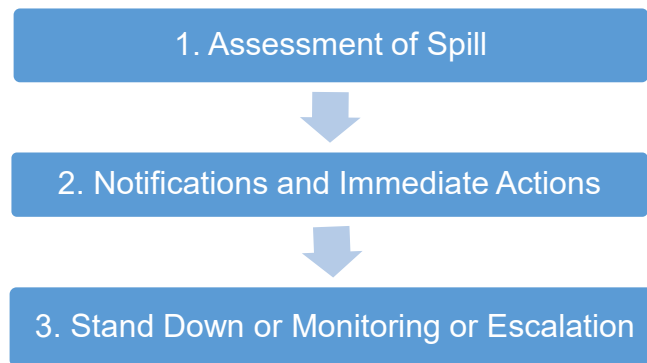 1. Assessment of Spill
2. Notifications and Immediate Actions
3. Stand Down or Monitoring or Escalation